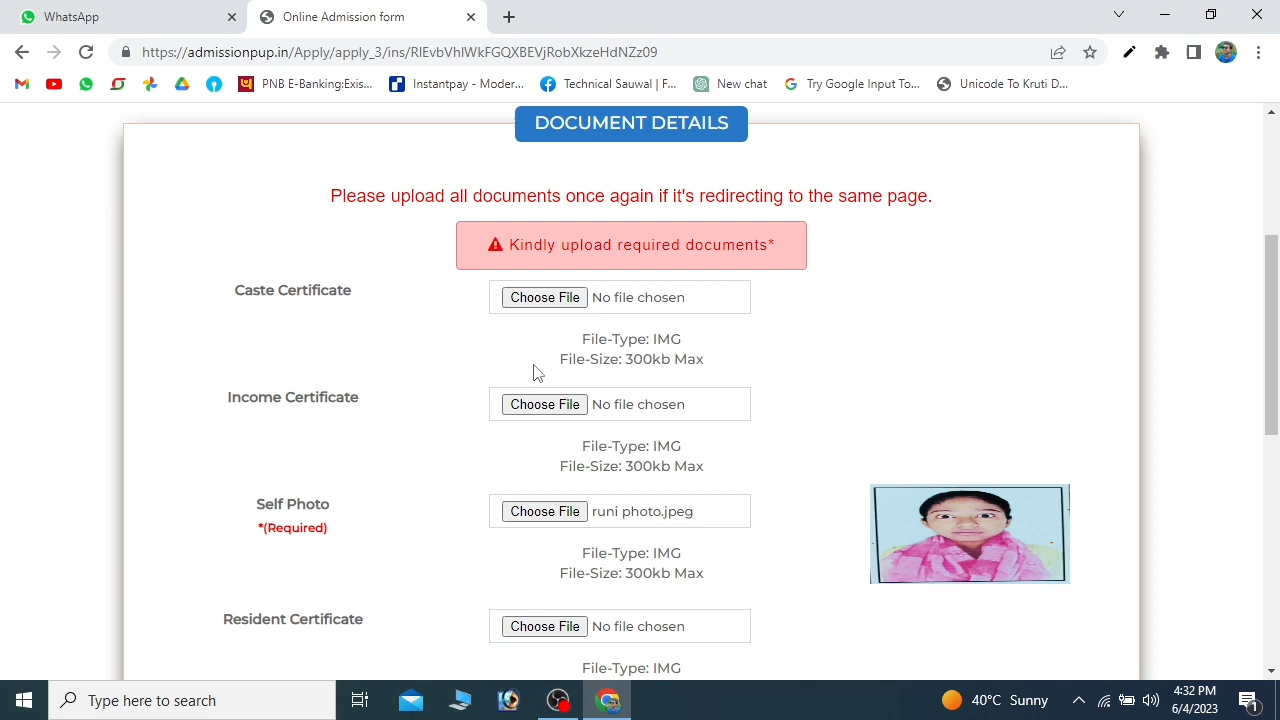 WhatsApp
Online Admission form
https://admissionpup.in/Apply/apply_3/ins/RlEvbVhlWkFGQXBEVjRobXkzeHdNZz09
PNB E-Banking:Exis...
Instantpay - Moder...
Technical Sauwal | F...
New chat
Try Google Input To...
Unicode To Kruti D...
DOCUMENT DETAILS
Please upload all documents once again if it's redirecting to the same page.
Kindly upload required documents*
Caste Certificate
Choose File No file chosen
File-Type: IMG
File-Size: 300kb Max
Income Certificate
Choose File No file chosen
File-Type: IMG
File-Size: 300kb Max
Self Photo
*(Required)
Choose File runi photo.jpeg
File-Type: IMG
File-Size: 300kb Max
Resident Certificate
Choose File No file chosen
File-Type: IMG
Type here to search
40°C Sunny
4:32 PM
6/4/2023
1